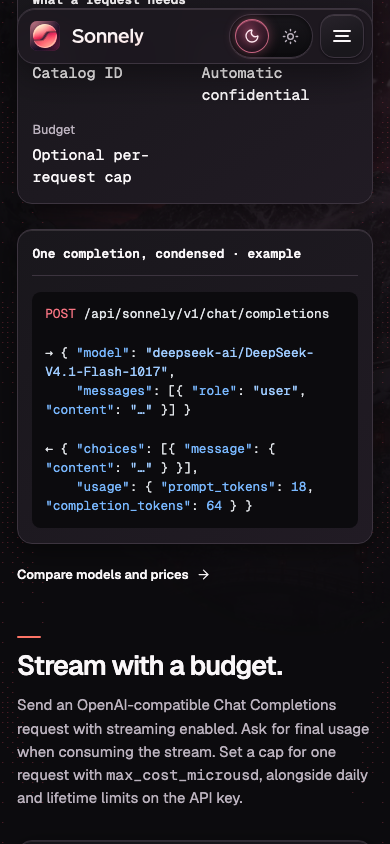 What a request needs
Sonnely
Catalog ID
Automatic
confidential
Budget
Optional per-
request cap
One completion, condensed · example
POST /api/sonnely/v1/chat/completions
→ { "model": "deepseek-ai/DeepSeek-
V4.1-Flash-1017",
"messages": [{ "role": "user",
"content": "…" }] }
← { "choices": [{ "message": {
"content": "…" } }],
"usage": { "prompt_tokens": 18,
"completion_tokens": 64 } }
Compare models and prices →
Stream with a budget.
Send an OpenAI-compatible Chat Completions
request with streaming enabled. Ask for final usage
when consuming the stream. Set a cap for one
request with max_cost_microusd, alongside daily
and lifetime limits on the API key.